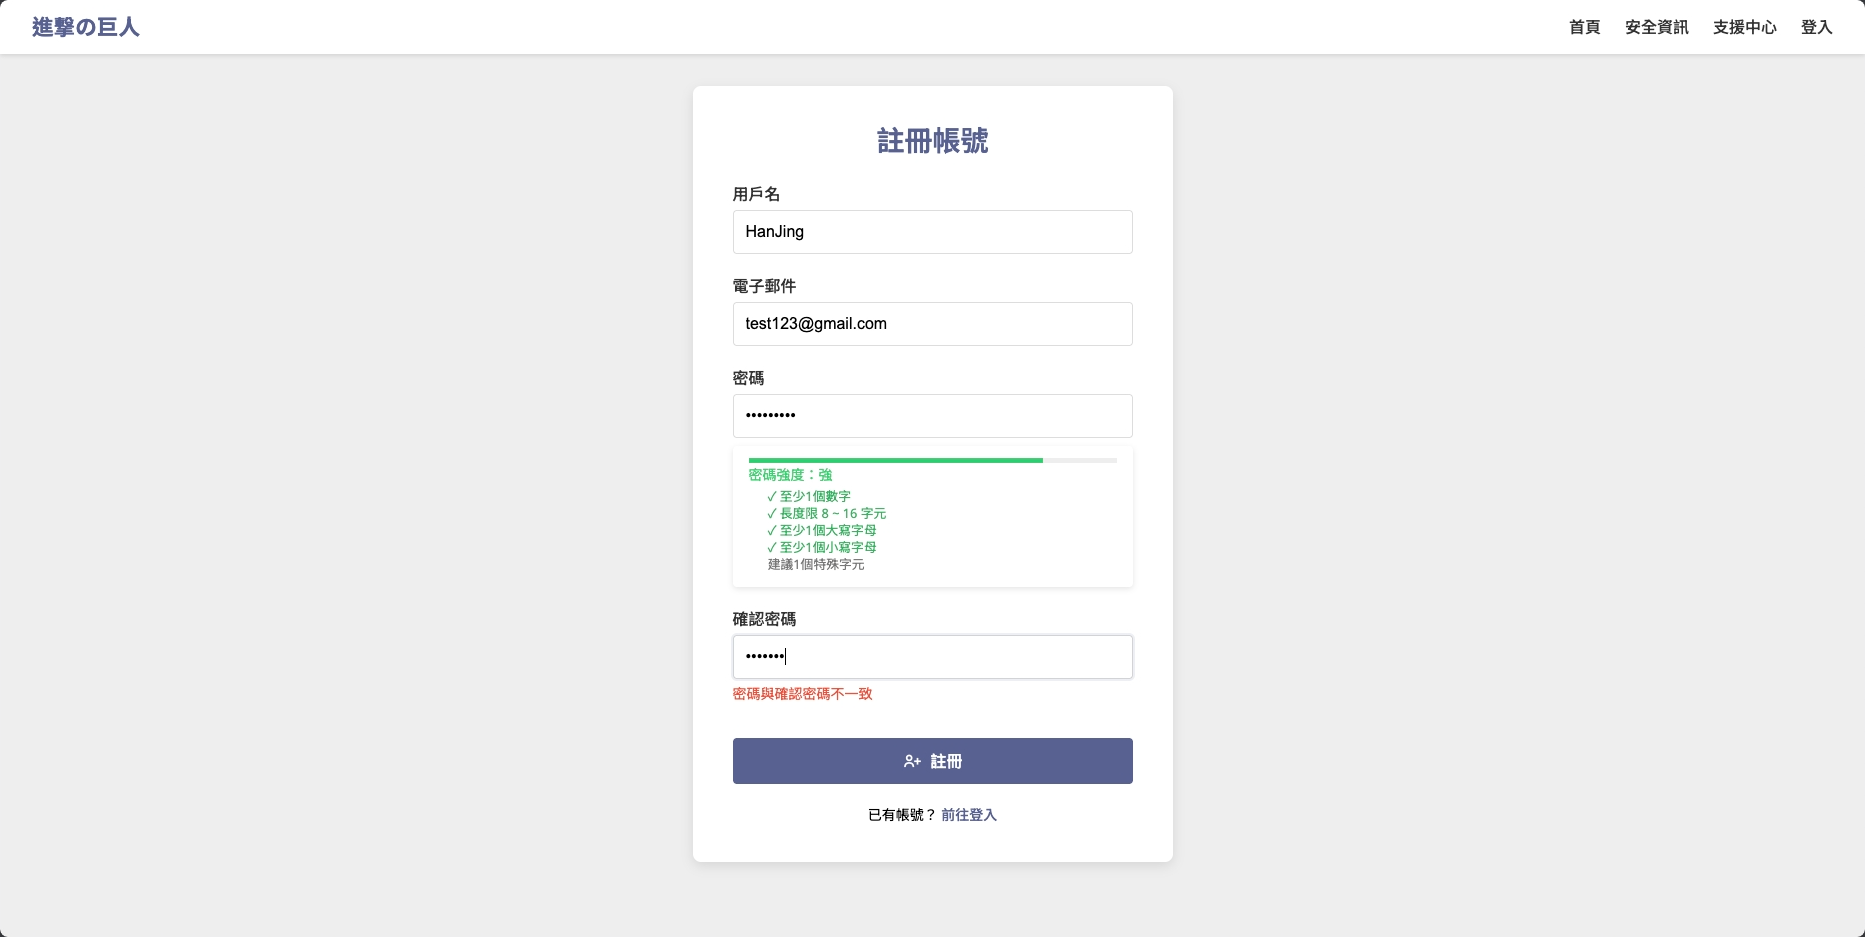 進撃の巨人
首頁 安全資訊 支援中心 登入
註冊帳號
用戶名
HanJing
電子郵件
test123@gmail.com
密碼
•••••••••
密碼強度：強
✓ 至少1個數字
✓ 長度限 8 ~ 16 字元
✓ 至少1個大寫字母
✓ 至少1個小寫字母
建議1個特殊字元
確認密碼
•••••••
密碼與確認密碼不一致
註冊
已有帳號？ 前往登入